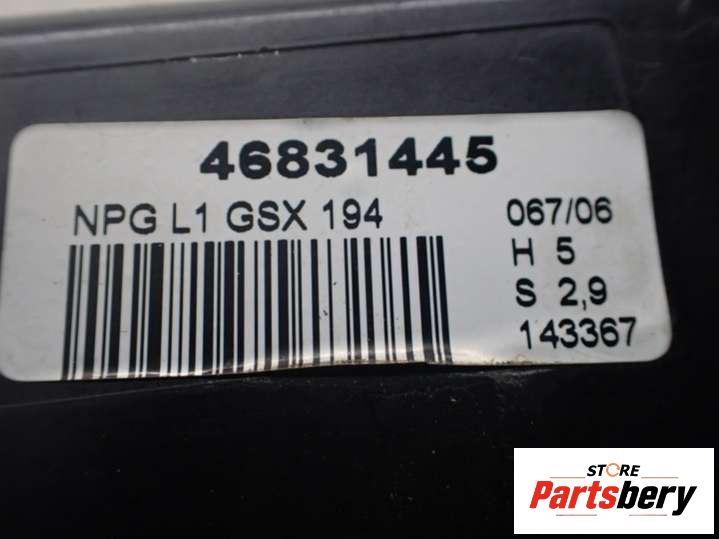 46831445
NPG L1 GSX 194
067/06
H 5
S 2,9
143367
STORE
Partsbery